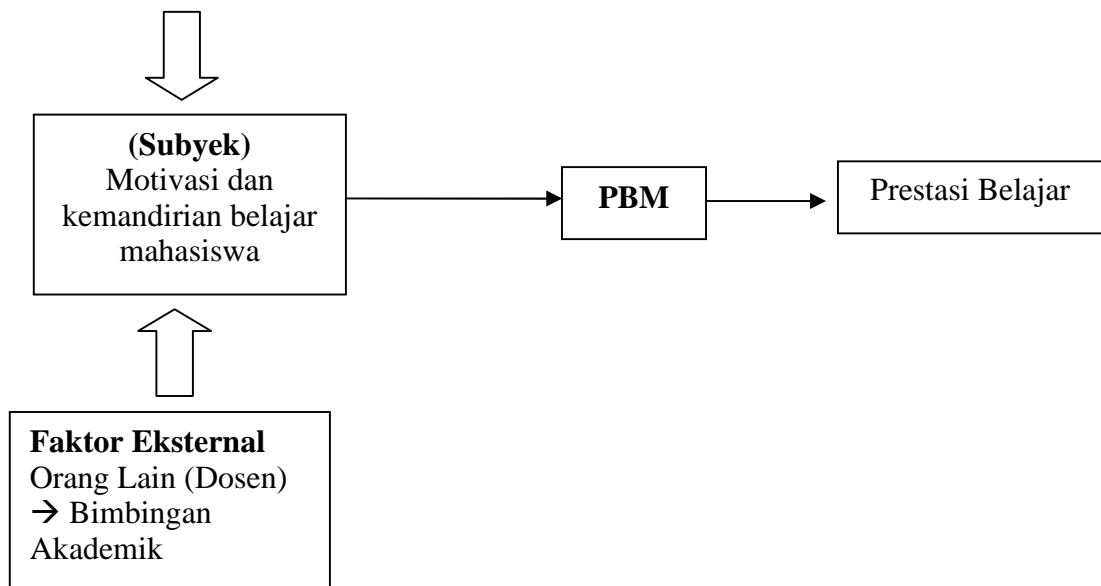 (Subyek)
Motivasi dan
kemandirian belajar
mahasiswa
PBM
Prestasi Belajar
Faktor Eksternal
Orang Lain (Dosen)
→ Bimbingan
Akademik